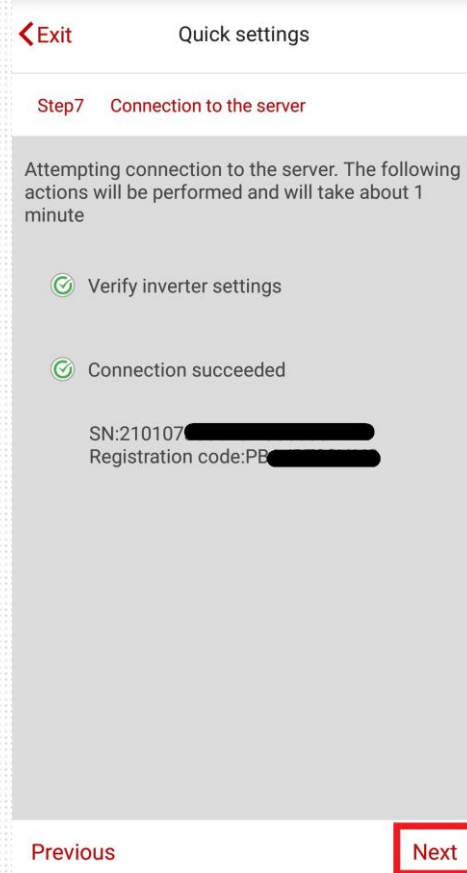 Exit
Quick settings
Step7 Connection to the server
Attempting connection to the server. The following
actions will be performed and will take about 1
minute
Verify inverter settings
Connection succeeded
SN:210107
Registration code:PB
Previous
Next